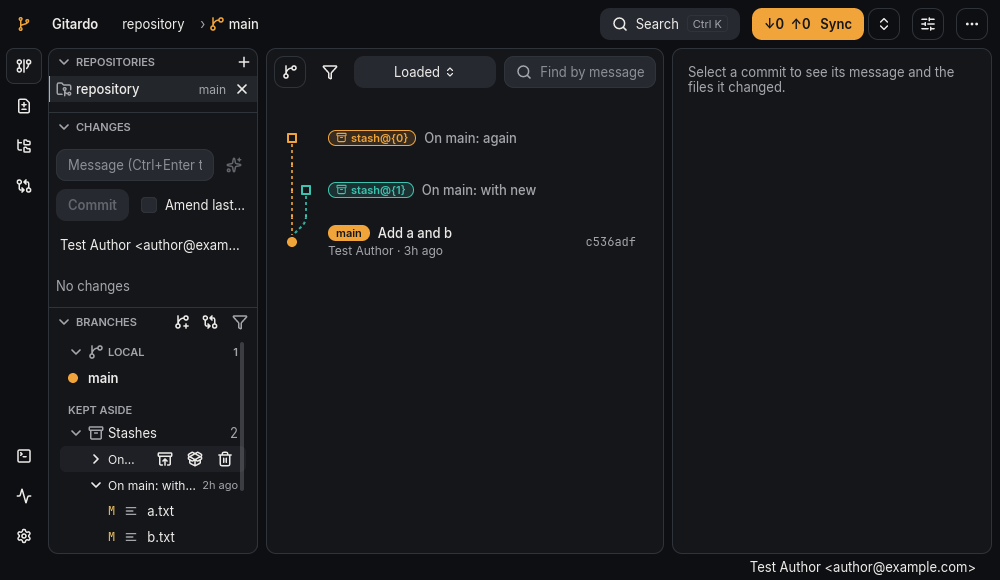 Gitardo repository › main Search Ctrl K ↓0 ↑0 Sync
REPOSITORIES
repository main
CHANGES
Message (Ctrl+Enter t
Commit Amend last...
Test Author <author@exam...
No changes
BRANCHES
LOCAL 1
main
KEPT ASIDE
Stashes 2
On...
On main: with... 2h ago
M a.txt
M b.txt
Loaded Find by message
stash@{0} On main: again
stash@{1} On main: with new
main Add a and b
Test Author · 3h ago c536adf
Select a commit to see its message and the
files it changed.
Test Author <author@example.com>